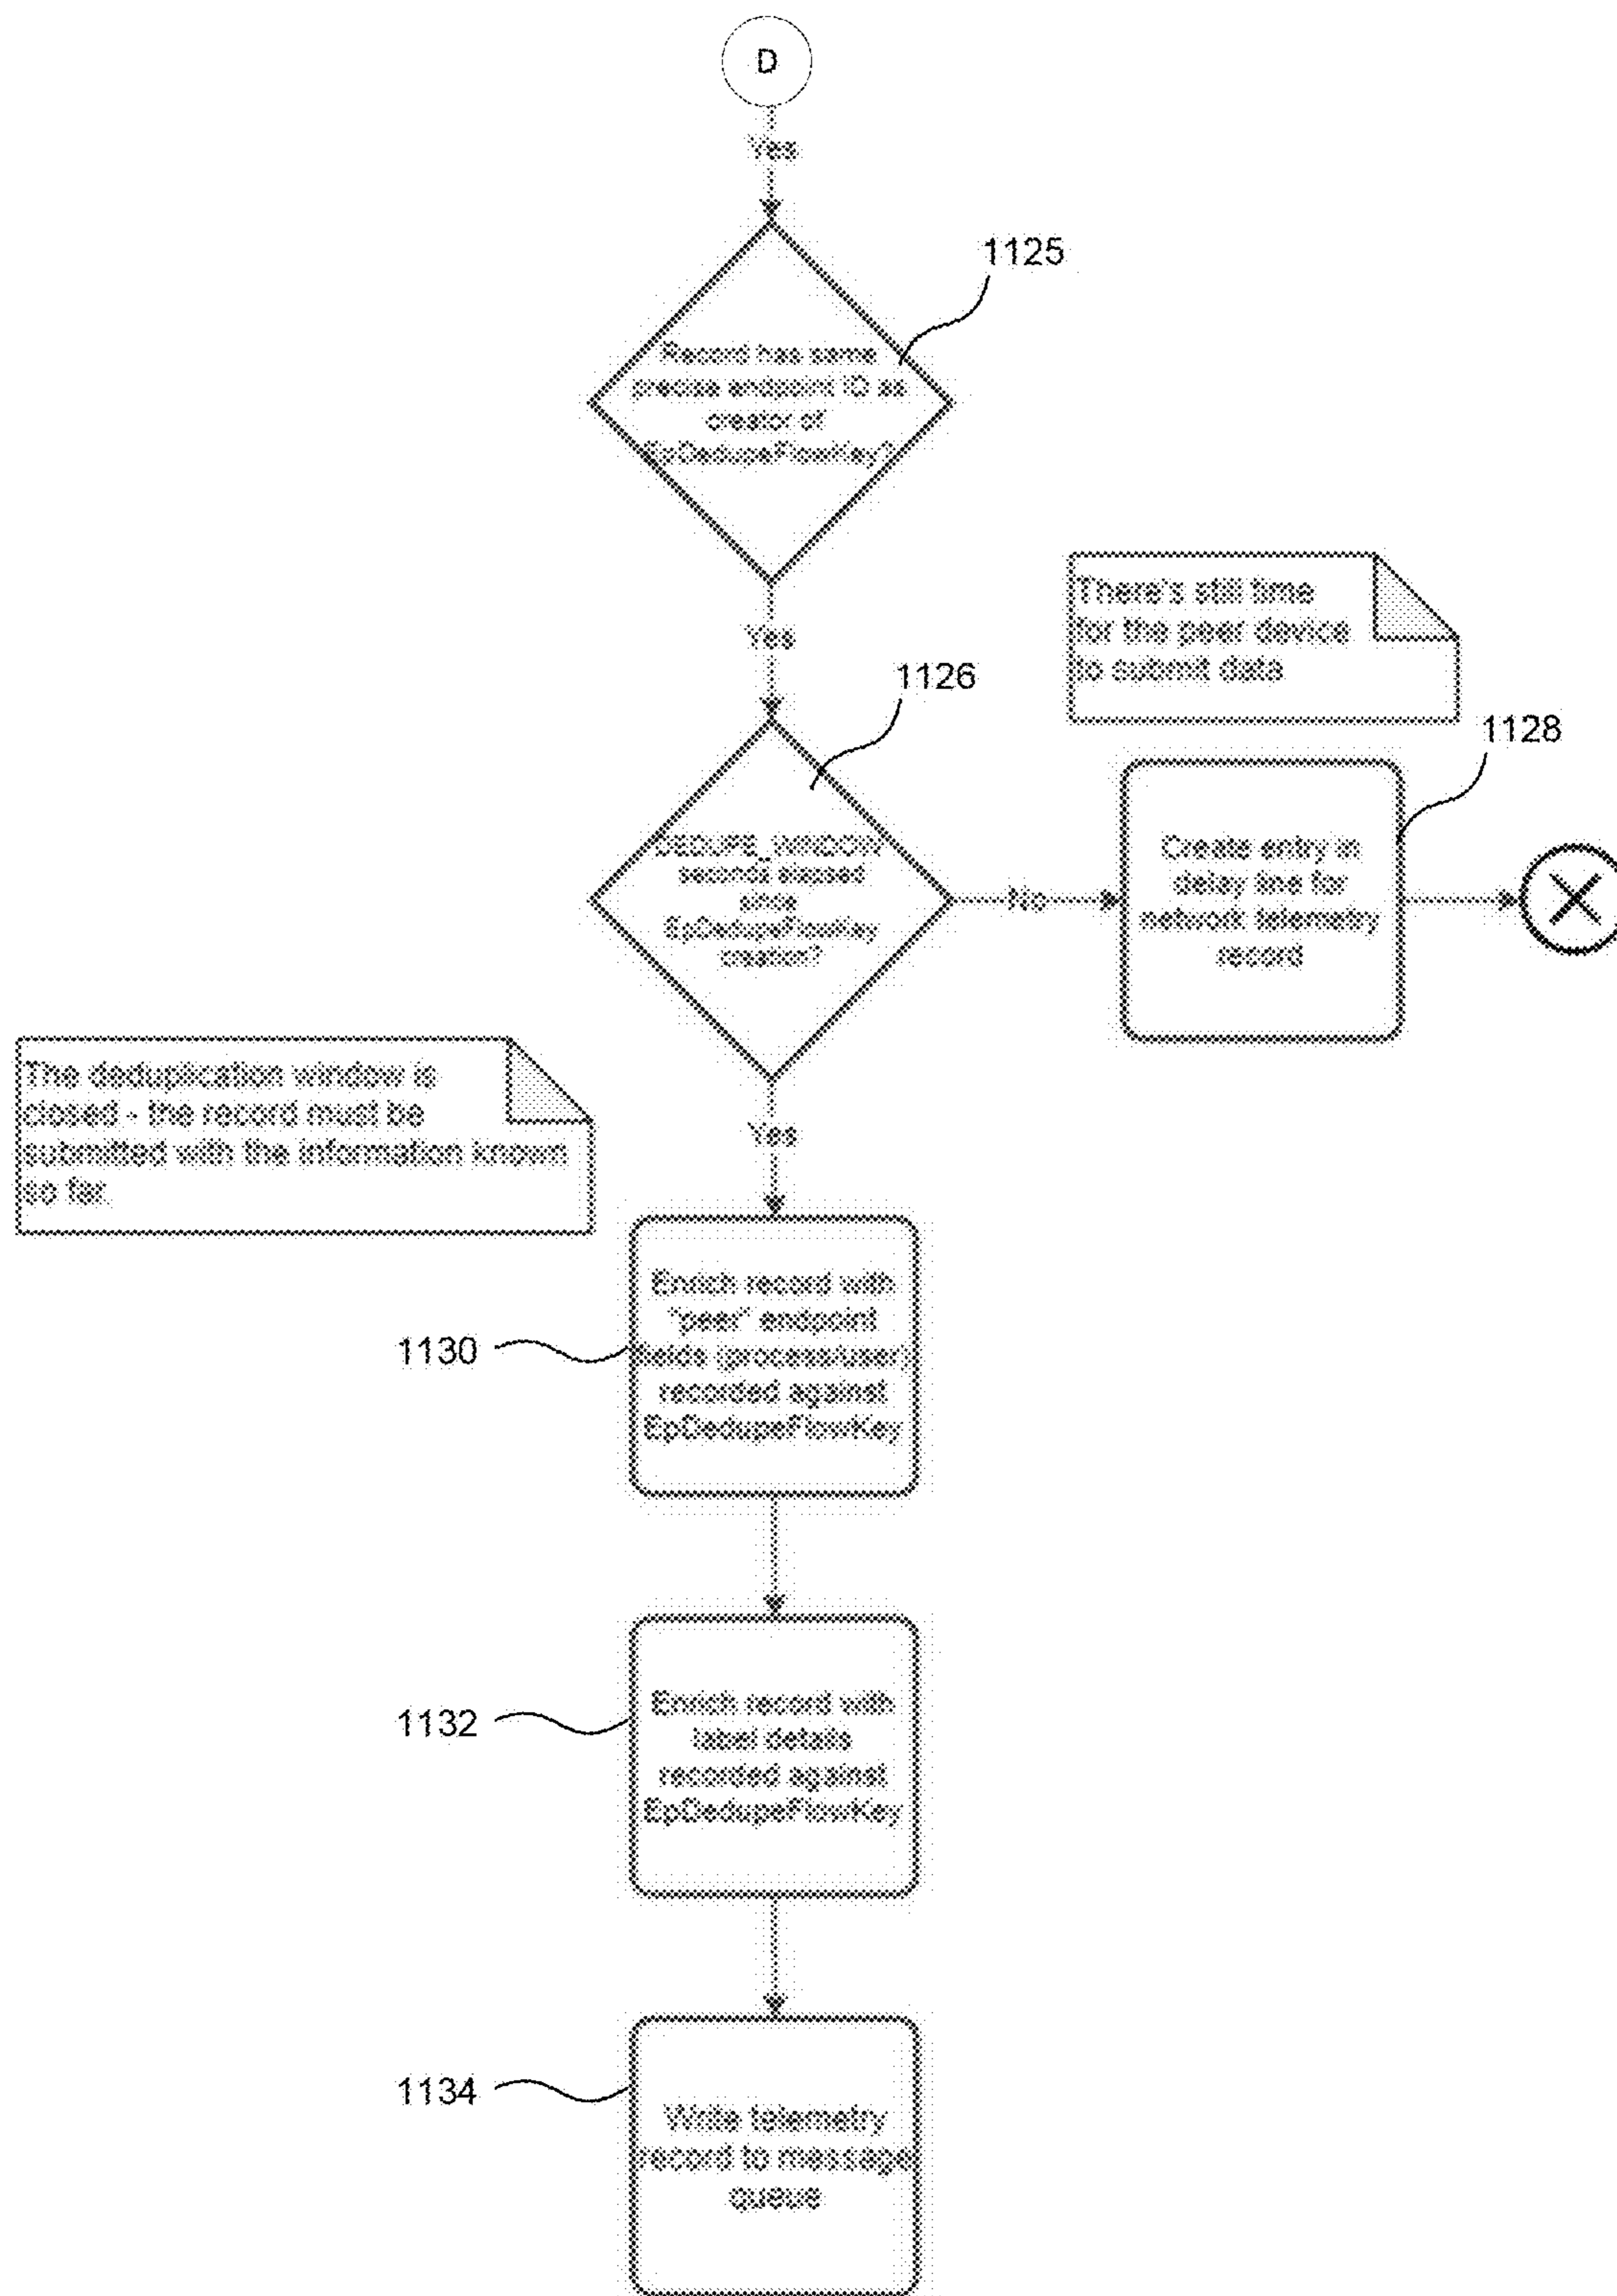 D
Yes
1125
Record has same
precise endpoint ID as
creator of
EpDedupeFlowKey?
Yes
There's still time
for the peer device
to submit data
1126
1128
DEDUPE_WINDOW
seconds elapsed
since
EpDedupeFlowKey
creation?
No
Create entry in
delay line for
network telemetry
record
The deduplication window is
closed - the record must be
submitted with the information known
so far.
Yes
1130
Enrich record with
"peer" endpoint
fields (process/user)
recorded against
EpDedupeFlowKey
1132
Enrich record with
label details
recorded against
EpDedupeFlowKey
1134
Write telemetry
record to message
queue